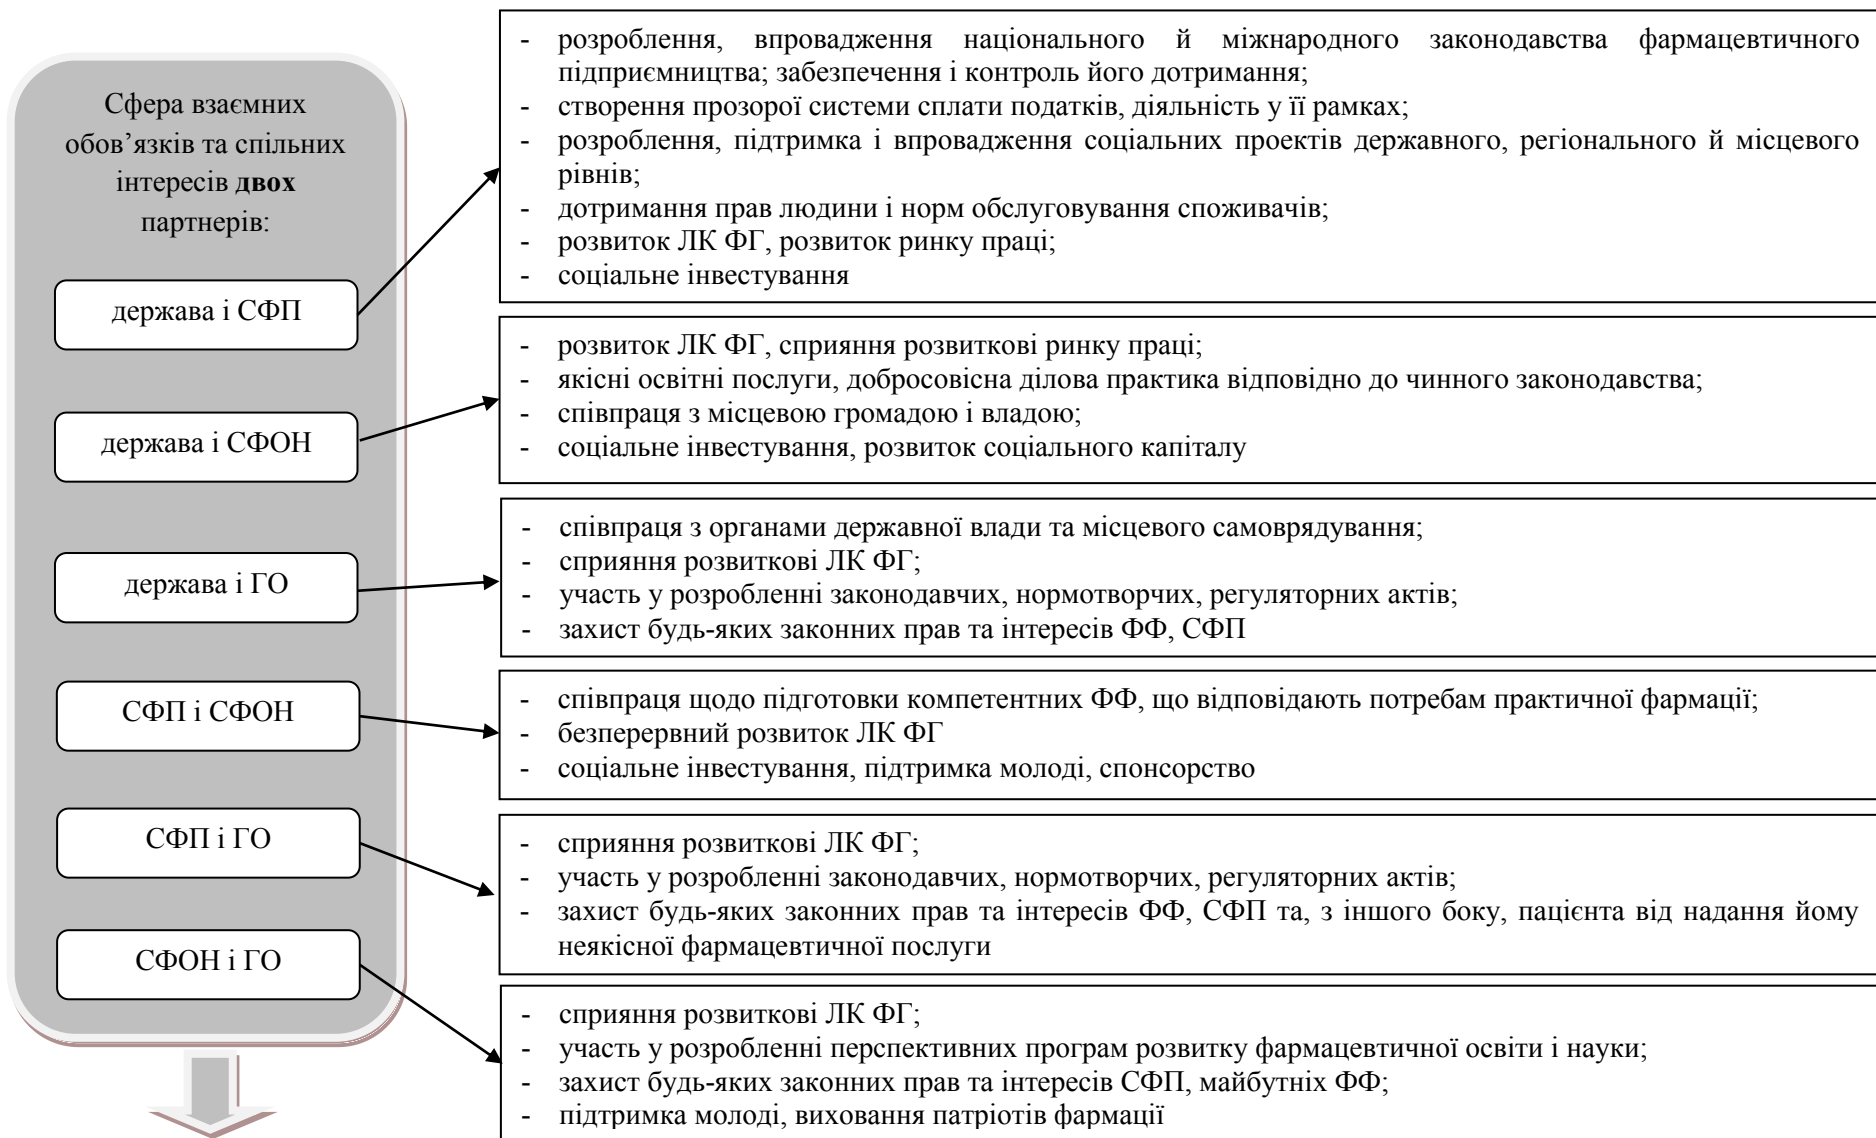 Сфера взаємних
обов’язків та спільних
інтересів двох
партнерів:
держава і СФП
- розроблення, впровадження національного й міжнародного законодавства фармацевтичного
підприємництва; забезпечення і контроль його дотримання;
- створення прозорої системи сплати податків, діяльність у її рамках;
- розроблення, підтримка і впровадження соціальних проектів державного, регіонального й місцевого
рівнів;
- дотримання прав людини і норм обслуговування споживачів;
- розвиток ЛК ФГ, розвиток ринку праці;
- соціальне інвестування
держава і СФОН
- розвиток ЛК ФГ, сприяння розвиткові ринку праці;
- якісні освітні послуги, добросовісна ділова практика відповідно до чинного законодавства;
- співпраця з місцевою громадою і владою;
- соціальне інвестування, розвиток соціального капіталу
держава і ГО
- співпраця з органами державної влади та місцевого самоврядування;
- сприяння розвиткові ЛК ФГ;
- участь у розробленні законодавчих, нормотворчих, регуляторних актів;
- захист будь-яких законних прав та інтересів ФФ, СФП
СФП і СФОН
- співпраця щодо підготовки компетентних ФФ, що відповідають потребам практичної фармації;
- безперервний розвиток ЛК ФГ
- соціальне інвестування, підтримка молоді, спонсорство
СФП і ГО
- сприяння розвиткові ЛК ФГ;
- участь у розробленні законодавчих, нормотворчих, регуляторних актів;
- захист будь-яких законних прав та інтересів ФФ, СФП та, з іншого боку, пацієнта від надання йому
неякісної фармацевтичної послуги
СФОН і ГО
- сприяння розвиткові ЛК ФГ;
- участь у розробленні перспективних програм розвитку фармацевтичної освіти і науки;
- захист будь-яких законних прав та інтересів СФП, майбутніх ФФ;
- підтримка молоді, виховання патріотів фармації